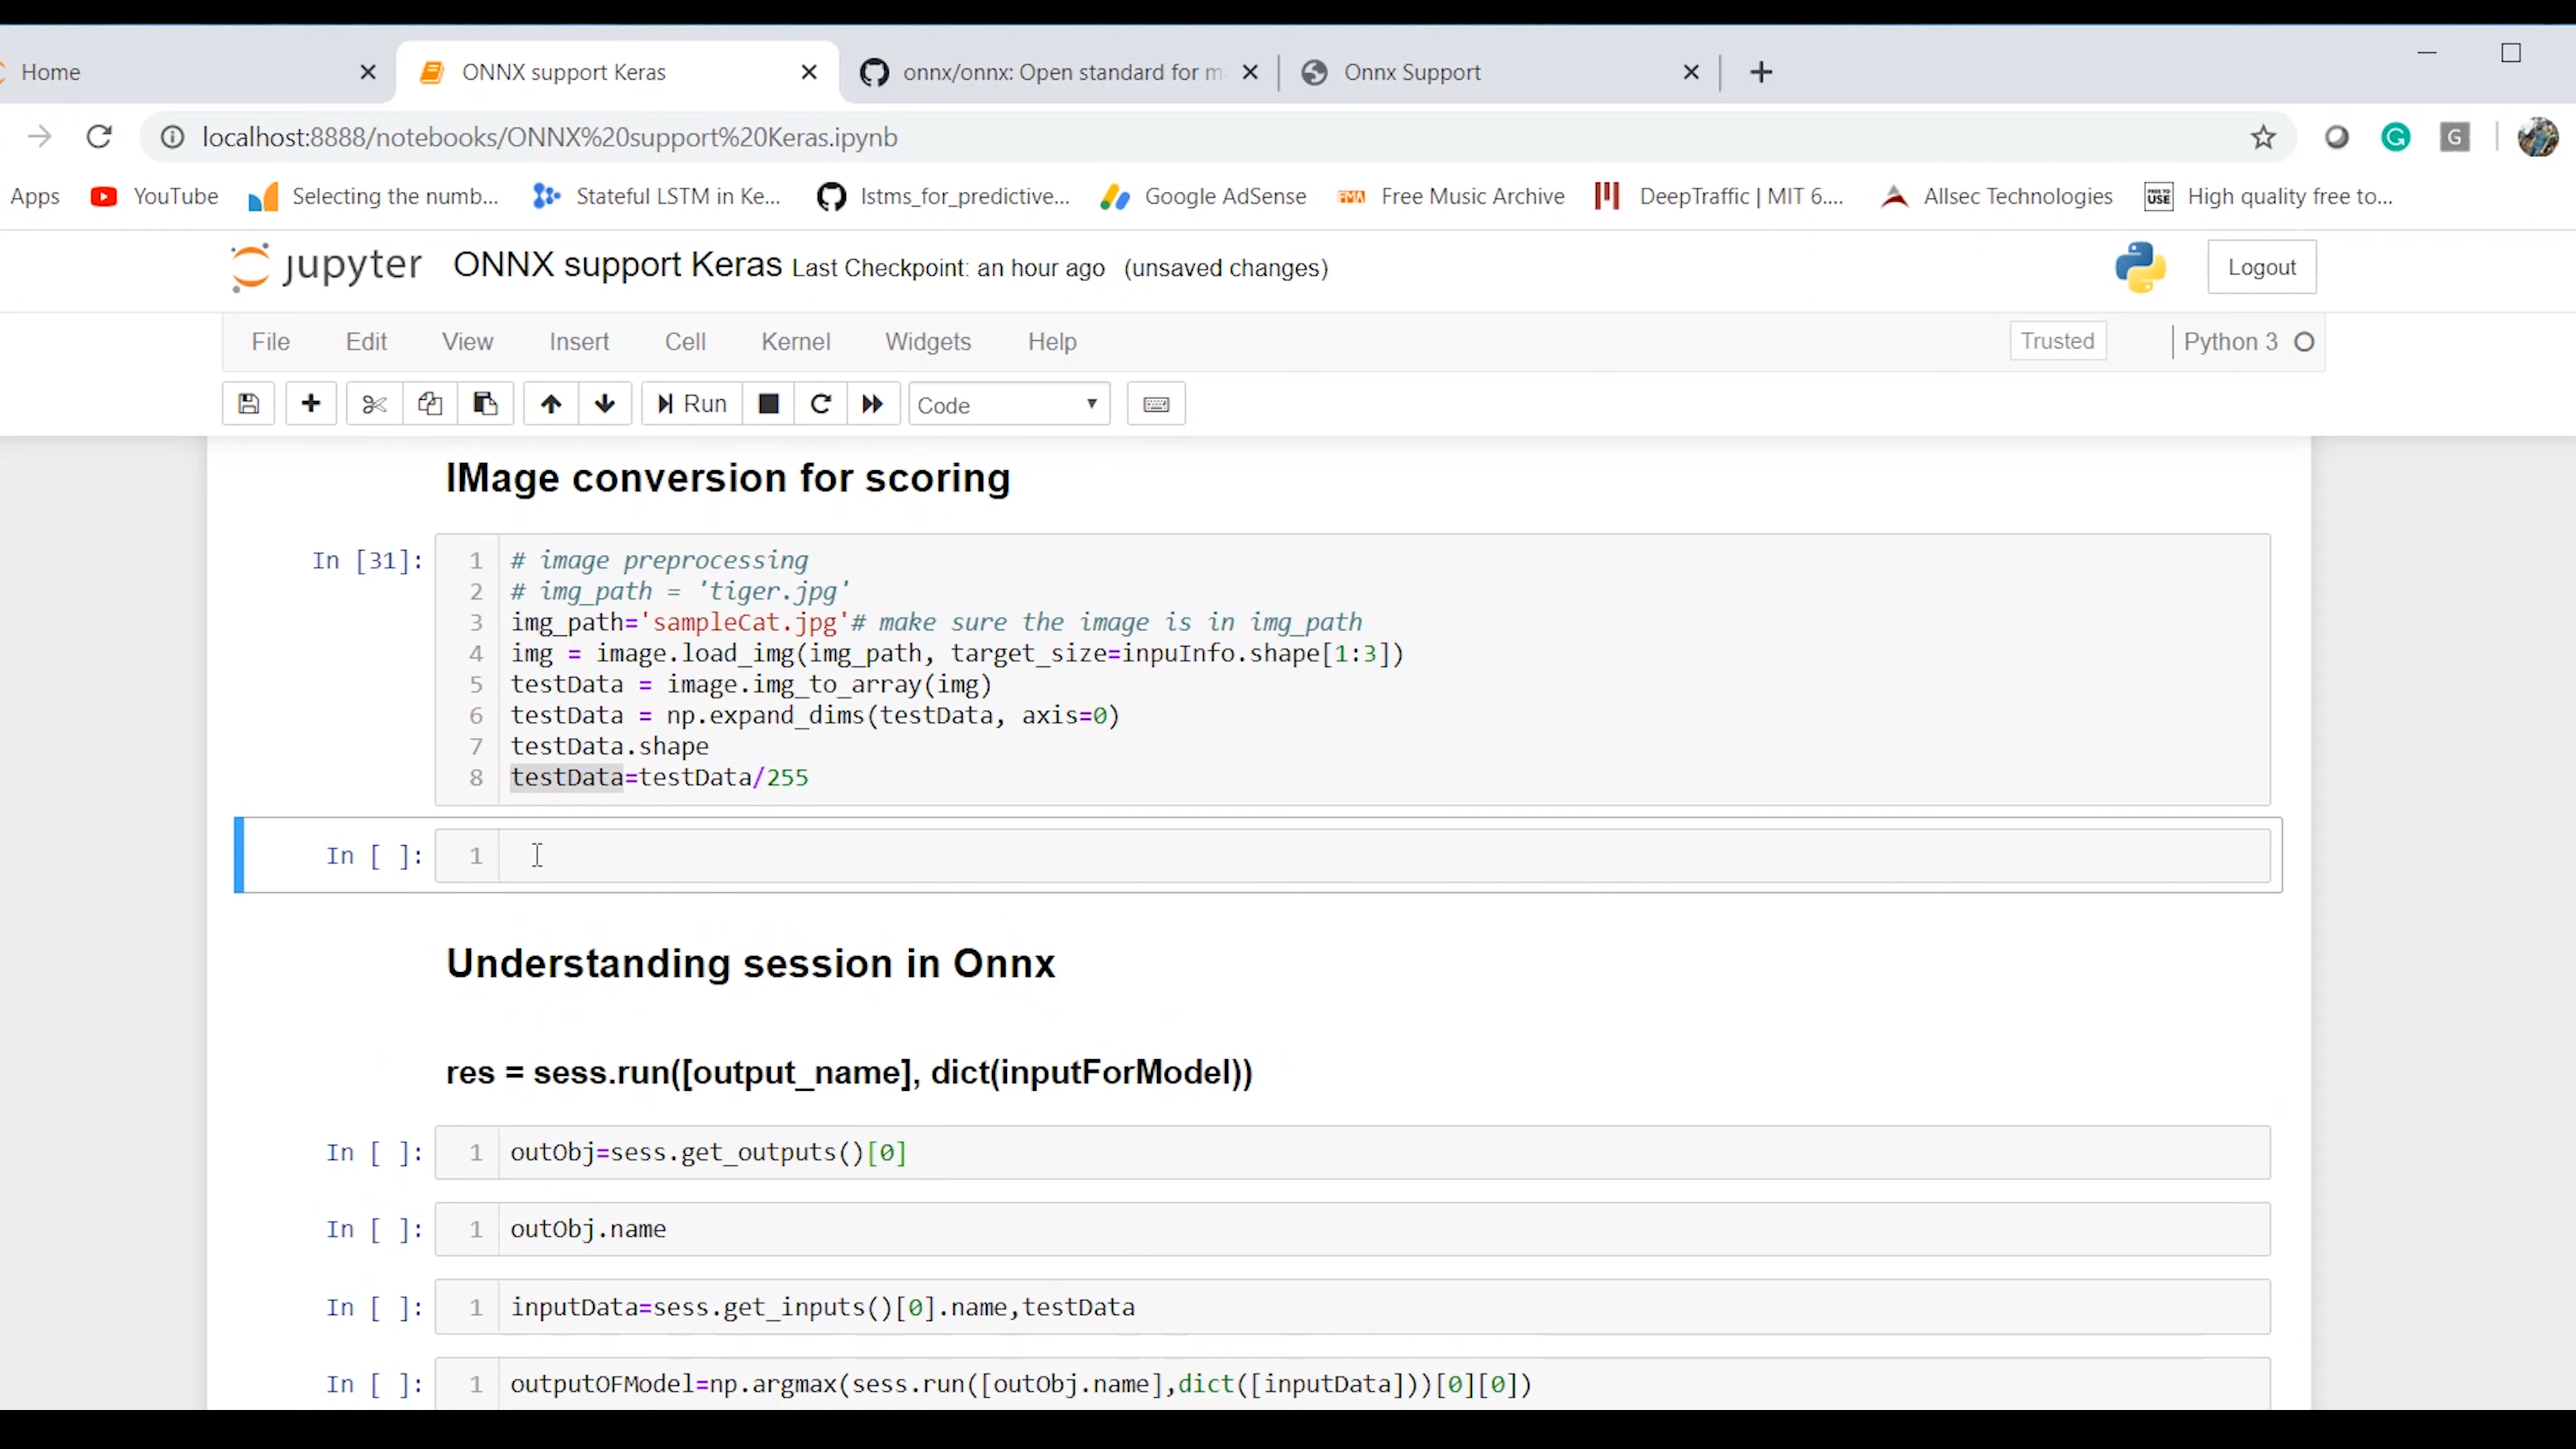 Home
ONNX support Keras
onnx/onnx: Open standard for m
Onnx Support
localhost:8888/notebooks/ONNX%20support%20Keras.ipynb
G
G
Apps
YouTube
Selecting the numb...
Stateful LSTM in Ke...
lstms_for_predictive...
Google AdSense
FMA
Free Music Archive
DeepTraffic | MIT 6....
Allsec Technologies
FREE TO USE
High quality free to...
jupyter
ONNX support Keras Last Checkpoint: an hour ago (unsaved changes)
Logout
File Edit View Insert Cell Kernel Widgets Help
Trusted
Python 3
Run
Code
IMage conversion for scoring
In [31]:
1 # image preprocessing
2 # img_path = 'tiger.jpg'
3 img_path='sampleCat.jpg'# make sure the image is in img_path
4 img = image.load_img(img_path, target_size=inpuInfo.shape[1:3])
5 testData = image.img_to_array(img)
6 testData = np.expand_dims(testData, axis=0)
7 testData.shape
8 testData=testData/255
In [ ]: 1
Understanding session in Onnx
res = sess.run([output_name], dict(inputForModel))
In [ ]: 1 outObj=sess.get_outputs()[0]
In [ ]: 1 outObj.name
In [ ]: 1 inputData=sess.get_inputs()[0].name,testData
In [ ]: 1 outputOFModel=np.argmax(sess.run([outObj.name],dict([inputData]))[0][0])